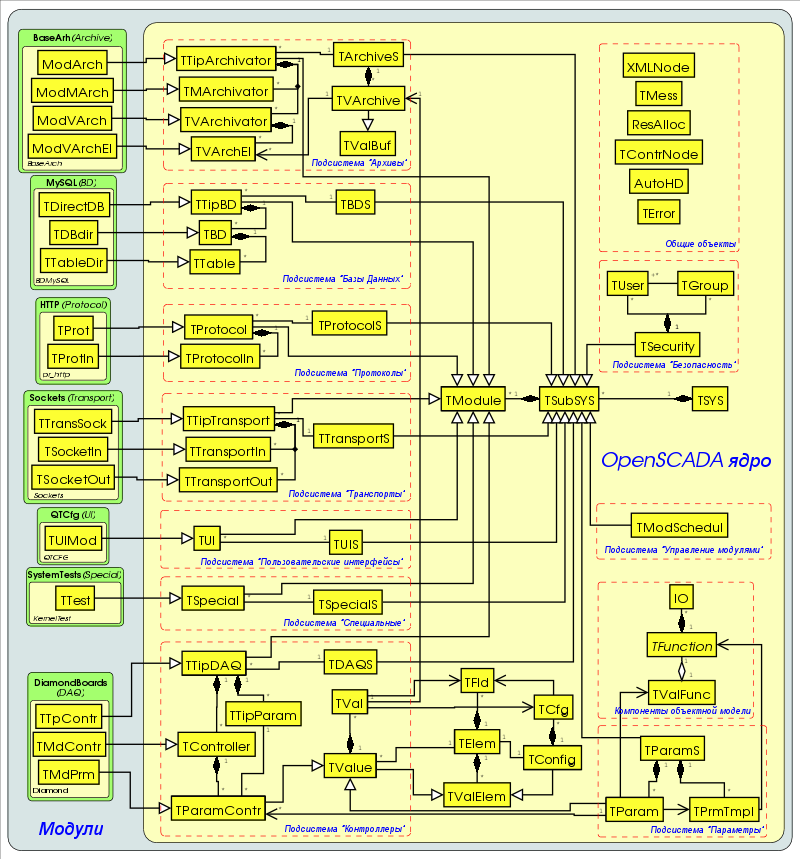 BaseArh (Archive)
ModArch
ModMArch
ModVArch
ModVArchEl
BaseArch
TTipArchivator
TMArchivator
TVArchivator
TVArchEl
TArchiveS
TVArchive
TValBuf
Подсистема "Архивы"
MySQL (BD)
TDirectDB
TDBdir
TTableDir
BDMySQL
TTipBD
TBD
TTable
TBDS
Подсистема "Базы Данных"
HTTP (Protocol)
TProt
TProtIn
pr_http
TProtocol
TProtocolIn
TProtocolS
Подсистема "Протоколы"
Sockets (Transport)
TTransSock
TSocketIn
TSocketOut
Sockets
TTipTransport
TTransportIn
TTransportOut
TTransportS
Подсистема "Транспорты"
QTCfg (UI)
TUIMod
QTCFG
TUI
TUIS
Подсистема "Пользовательские интерфейсы"
SystemTests (Special)
TTest
KernelTest
TSpecial
TSpecialS
Подсистема "Специальные"
DiamondBoards
(DAQ)
TTpContr
TMdContr
TMdPrm
Diamond
TTipDAQ
TTipParam
TController
TParamContr
TDAQS
TVal
TValue
Подсистема "Контроллеры"
Модули
TFld
TCfg
TElem
TConfig
TValElem
TModule
TSubSYS
TSYS
XMLNode
TMess
ResAlloc
TContrNode
AutoHD
TError
Общие объекты
TUser
TGroup
TSecurity
Подсистема "Безопасность"
OpenSCADA ядро
TModSchedul
Подсистема "Управление модулями"
IO
TFunction
TValFunc
Компоненты объектной модели
TParamS
TParam
TPrmTmpl
Подсистема "Параметры"